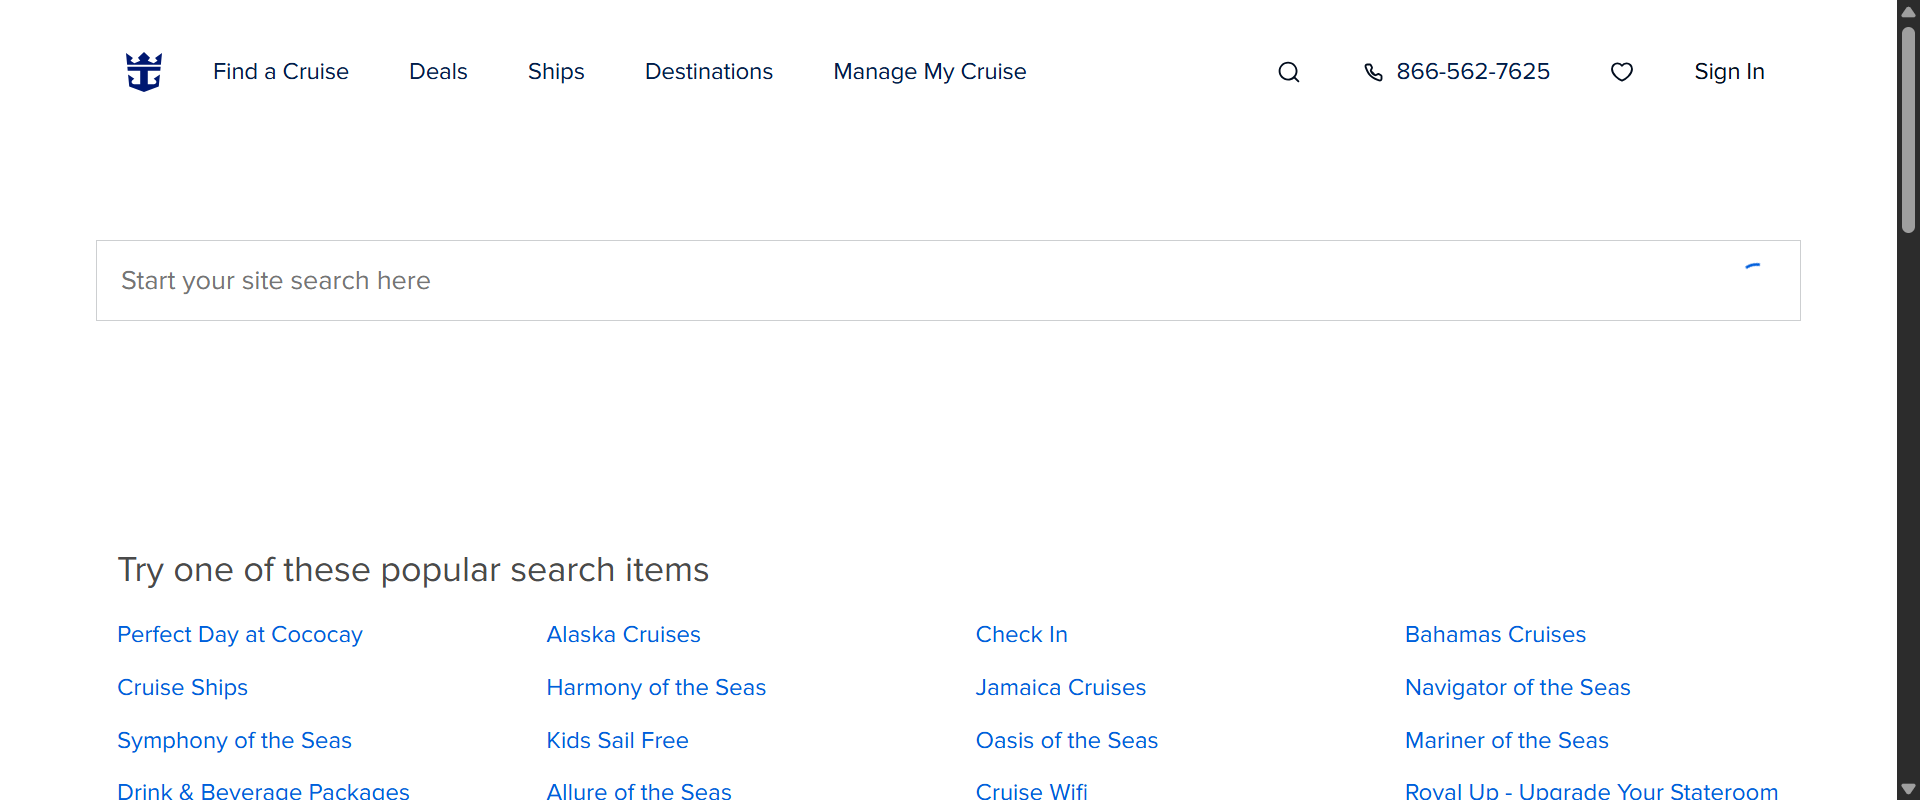 Find a Cruise Deals Ships Destinations Manage My Cruise 866-562-7625 Sign In
Start your site search here
Try one of these popular search items
Perfect Day at Cococay Alaska Cruises Check In Bahamas Cruises
Cruise Ships Harmony of the Seas Jamaica Cruises Navigator of the Seas
Symphony of the Seas Kids Sail Free Oasis of the Seas Mariner of the Seas
Drink & Beverage Packages Allure of the Seas Cruise Wifi Royal Up - Upgrade Your Stateroom